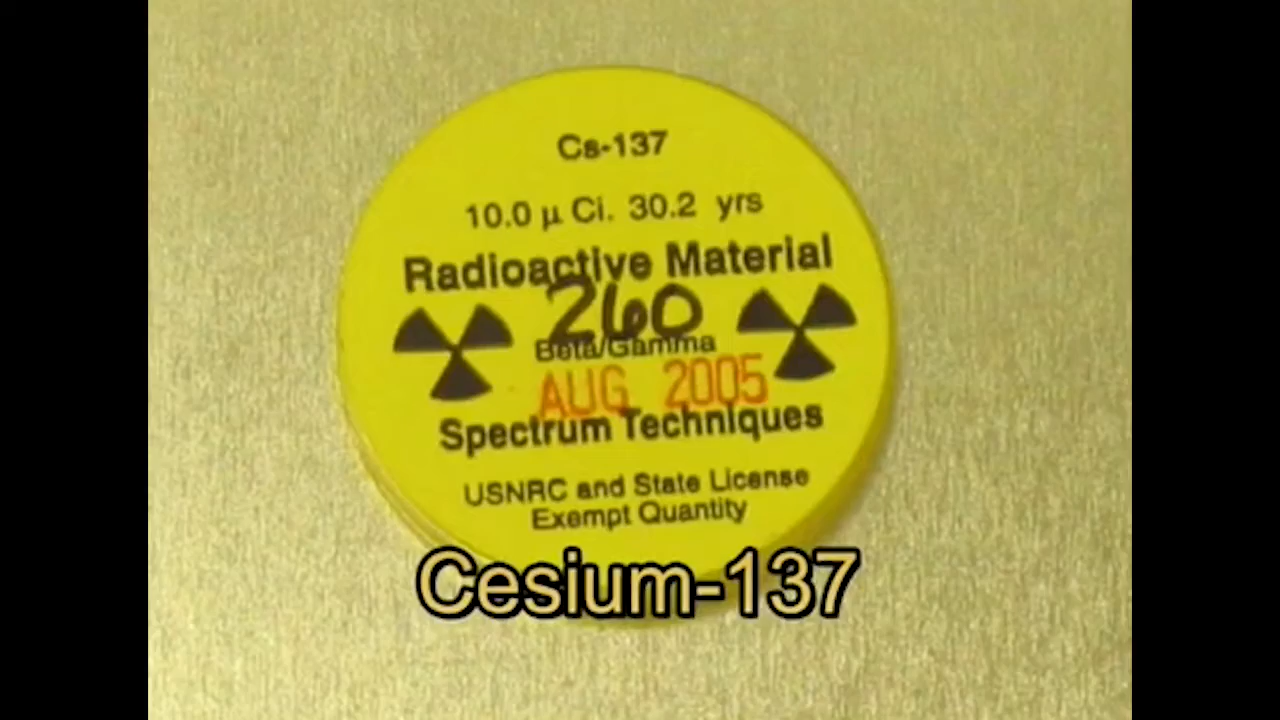 Cs-137
10.0 μ Ci. 30.2 yrs
Radioactive Material
260
Beta/Gamma
AUG 2005
Spectrum Techniques
USNRC and State License
Exempt Quantity
Cesium-137